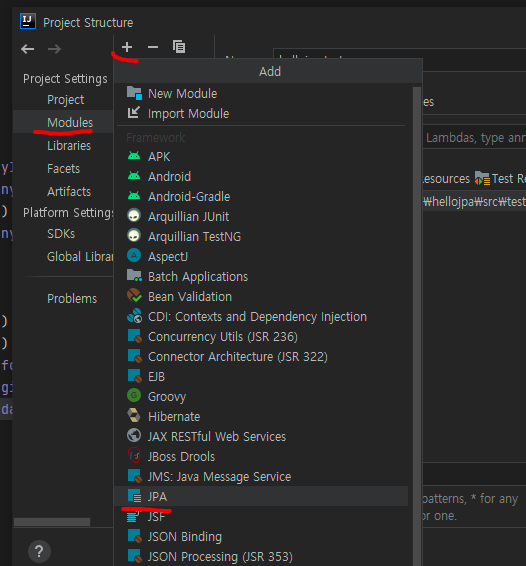 Project Structure
Add
Project Settings
Project
Modules
Libraries
Facets
Artifacts
Platform Settings
SDKs
Global Librar
Problems
New Module
Import Module
Framework
APK
Android
Android-Gradle
Arquillian JUnit
Arquillian TestNG
AspectJ
Batch Applications
Bean Validation
CDI: Contexts and Dependency Injection
Concurrency Utils (JSR 236)
Connector Architecture (JSR 322)
EJB
Groovy
Hibernate
JAX RESTful Web Services
JBoss Drools
JMS: Java Message Service
JPA
JSF
JSON Binding
JSON Processing (JSR 353)
es
Lambdas, type ann
esources Test Re
₩hellojpa₩src₩test
patterns, * for any
or one.
?